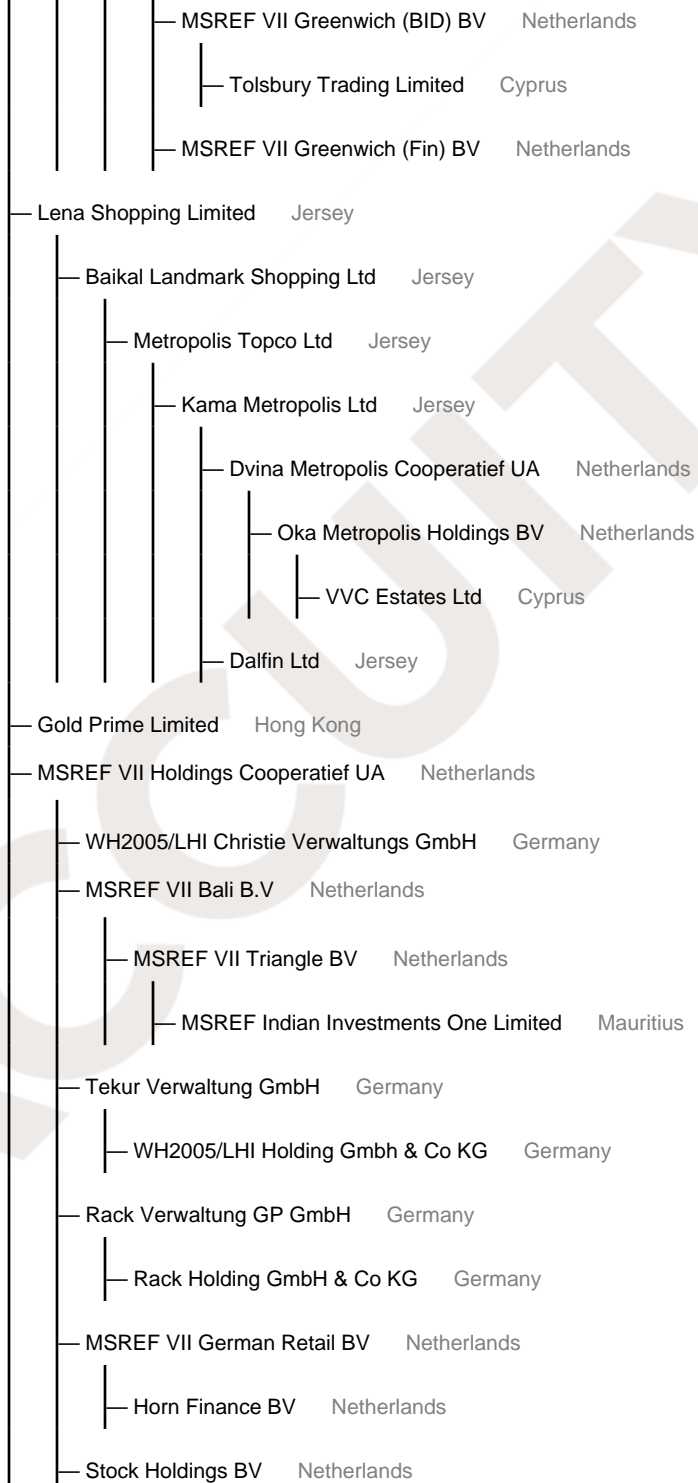 MSREF VII Greenwich (BID) BV Netherlands
Tolsbury Trading Limited Cyprus
MSREF VII Greenwich (Fin) BV Netherlands
Lena Shopping Limited Jersey
Baikal Landmark Shopping Ltd Jersey
Metropolis Topco Ltd Jersey
Kama Metropolis Ltd Jersey
Dvina Metropolis Cooperatief UA Netherlands
Oka Metropolis Holdings BV Netherlands
VVC Estates Ltd Cyprus
Dalfin Ltd Jersey
Gold Prime Limited Hong Kong
MSREF VII Holdings Cooperatief UA Netherlands
WH2005/LHI Christie Verwaltungs GmbH Germany
MSREF VII Bali B.V Netherlands
MSREF VII Triangle BV Netherlands
MSREF Indian Investments One Limited Mauritius
Tekur Verwaltung GmbH Germany
WH2005/LHI Holding Gmbh & Co KG Germany
Rack Verwaltung GP GmbH Germany
Rack Holding GmbH & Co KG Germany
MSREF VII German Retail BV Netherlands
Horn Finance BV Netherlands
Stock Holdings BV Netherlands